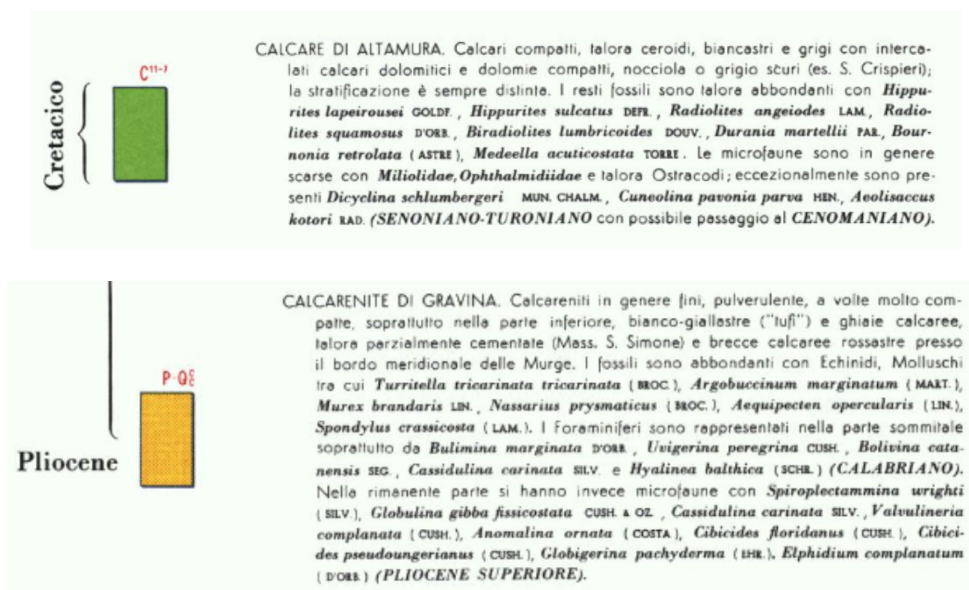 Cretacico
C¹¹⁻⁷
CALCARE DI ALTAMURA. Calcari compatti, talora ceroidi, biancastri e grigi con interca-
lati calcari dolomitici e dolomie compatti, nocciola o grigio scuri (es. S. Crispieri);
la stratificazione è sempre distinta. I resti fossili sono talora abbondanti con Hippu-
rites lapeirousei GOLDF., Hippurites sulcatus DEFR., Radiolites angeiodes LAM., Radio-
lites squamosus D'ORB., Biradiolites lumbricoides DOUV., Durania martellii PAR., Bour-
nonia retrolata (ASTRE), Medeella acuticostata TORRE. Le microfaune sono in genere
scarse con Miliolidae, Ophthalmidiidae e talora Ostracodi; eccezionalmente sono pre-
senti Dicyclina schlumbergeri MUN. CHALM., Cuneolina pavonia parva HEN., Aeolisaccus
kotori RAD. (SENONIANO-TURONIANO con possibile passaggio al CENOMANIANO).
Pliocene
P-Q
CALCARENITE DI GRAVINA. Calcareniti in genere fini, pulverulente, a volte molto com-
patte, soprattutto nella parte inferiore, bianco-giallastre ("tufi") e ghiaie calcaree,
talora parzialmente cementate (Mass. S. Simone) e brecce calcaree rossastre presso
il bordo meridionale delle Murge. I fossili sono abbondanti con Echinidi, Molluschi
tra cui Turritella tricarinata tricarinata (BROC.), Argobuccinum marginatum (MART.),
Murex brandaris LIN., Nassarius prysmaticus (BROC.), Aequipecten opercularis (LIN.),
Spondylus crassicosta (LAM.). I Foraminiferi sono rappresentati nella parte sommitale
soprattutto da Bulimina marginata D'ORB., Uvigerina peregrina CUSH., Bolivina cata-
nensis SEG., Cassidulina carinata SILV. e Hyalinea balthica (SCHR.) (CALABRIANO).
Nella rimanente parte si hanno invece microfaune con Spiroplectammina wrighti
(SILV.), Globulina gibba fissicostata CUSH. & OZ., Cassidulina carinata SILV., Valvulineria
complanata (CUSH.), Anomalina ornata (COSTA), Cibicides floridanus (CUSH.), Cibici-
des pseudoungerianus (CUSH.), Globigerina pachyderma (EHR.), Elphidium complanatum
(D'ORB.) (PLIOCENE SUPERIORE).